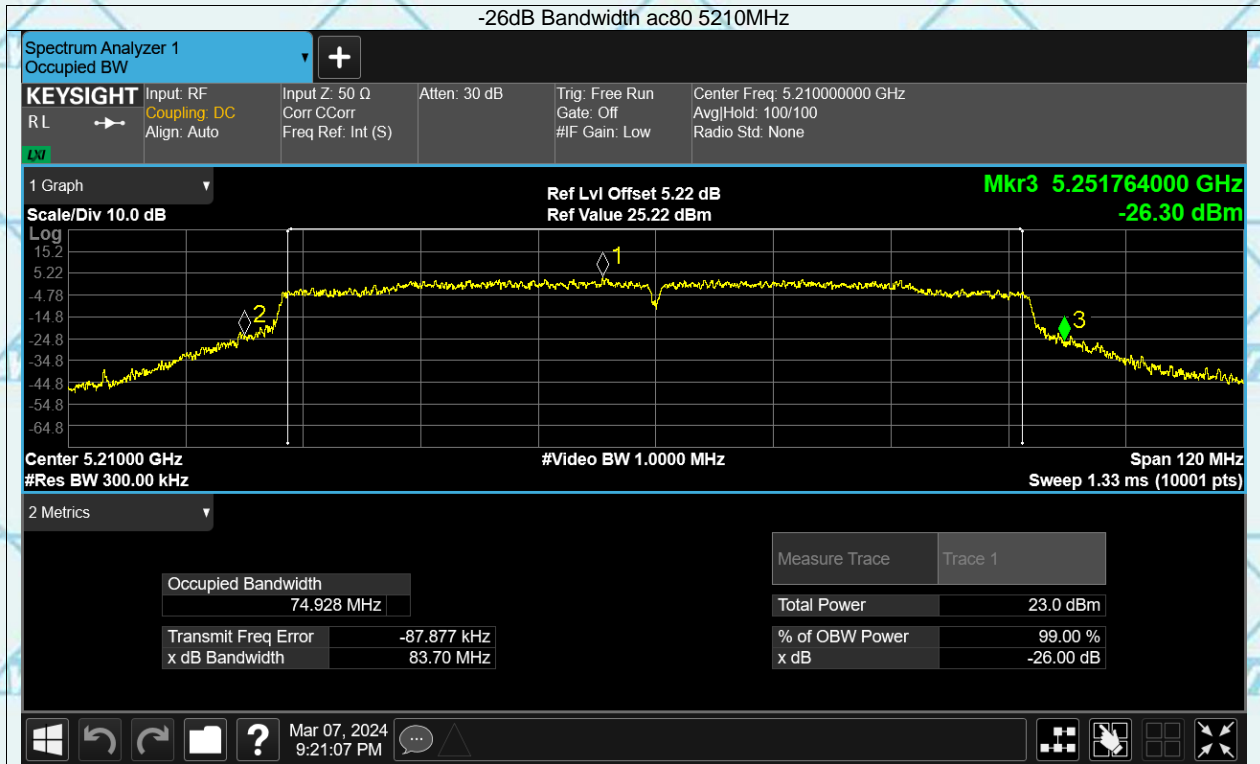 -26dB Bandwidth ac80 5210MHz
Spectrum Analyzer 1
Occupied BW
KEYSIGHT
R L
LXI
Input: RF
Coupling: DC
Align: Auto
Input Z: 50 Ω
Corr CCorr
Freq Ref: Int (S)
Atten: 30 dB
Trig: Free Run
Gate: Off
#IF Gain: Low
Center Freq: 5.210000000 GHz
Avg|Hold: 100/100
Radio Std: None
1 Graph
Scale/Div 10.0 dB
Ref Lvl Offset 5.22 dB
Ref Value 25.22 dBm
Mkr3 5.251764000 GHz
-26.30 dBm
Log
15.2
5.22
-4.78
-14.8
-24.8
-34.8
-44.8
-54.8
-64.8
1
2
3
Center 5.21000 GHz
#Video BW 1.0000 MHz
Span 120 MHz
#Res BW 300.00 kHz
Sweep 1.33 ms (10001 pts)
2 Metrics
Measure Trace Trace 1
Occupied Bandwidth
74.928 MHz
Total Power 23.0 dBm
Transmit Freq Error -87.877 kHz
% of OBW Power 99.00 %
x dB Bandwidth 83.70 MHz
x dB -26.00 dB
?
Mar 07, 2024
9:21:07 PM